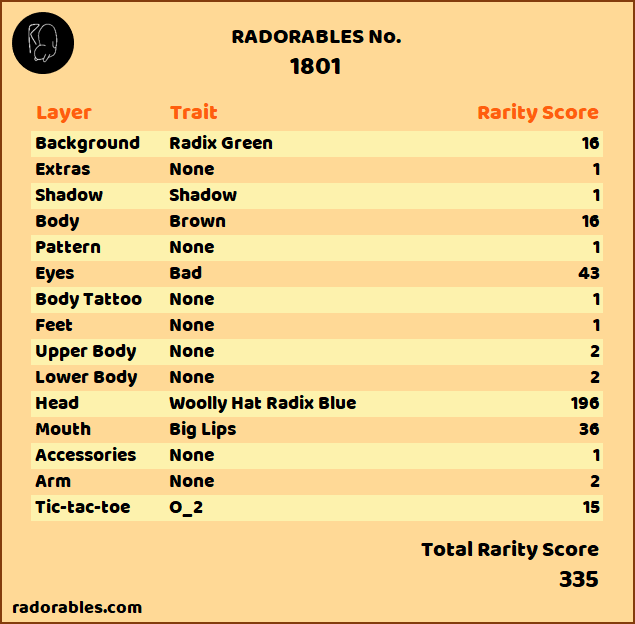 RADORABLES No.
1801
Layer Trait Rarity Score
Background Radix Green 16
Extras None 1
Shadow Shadow 1
Body Brown 16
Pattern None 1
Eyes Bad 43
Body Tattoo None 1
Feet None 1
Upper Body None 2
Lower Body None 2
Head Woolly Hat Radix Blue 196
Mouth Big Lips 36
Accessories None 1
Arm None 2
Tic-tac-toe O_2 15
Total Rarity Score
335
radorables.com